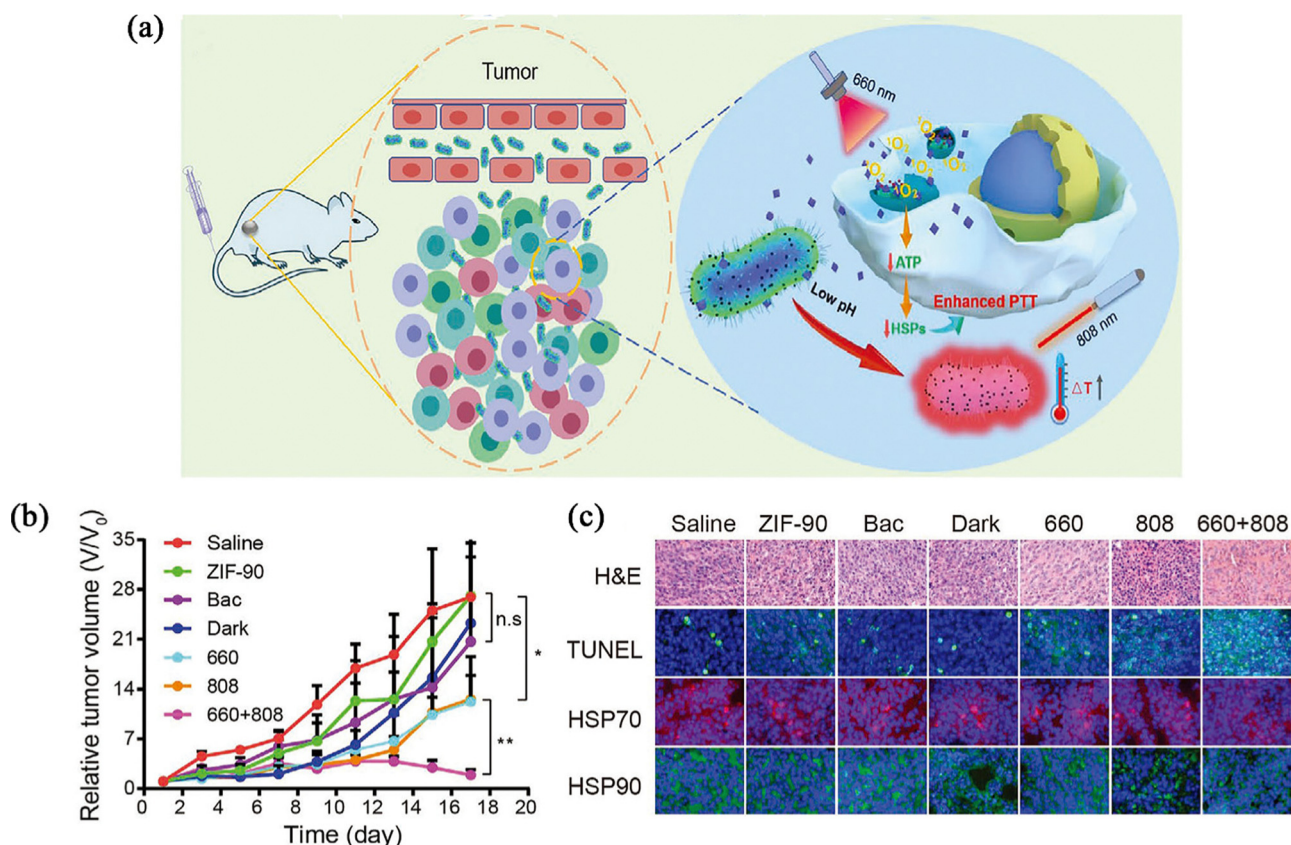 (a)
Tumor
660 nm
¹O₂
¹O₂
¹O₂
¹O₂
¹O₂
¹O₂
ATP
Low pH
Enhanced PTT
HSPs
808 nm
ΔT
(b)
Relative tumor volume (V/V₀)
35
28
21
14
7
0
0 2 4 6 8 10 12 14 16 18 20
Time (day)
Saline
ZIF-90
Bac
Dark
660
808
660+808
n.s
*
**
(c)
Saline ZIF-90 Bac Dark 660 808 660+808
H&E
TUNEL
HSP70
HSP90